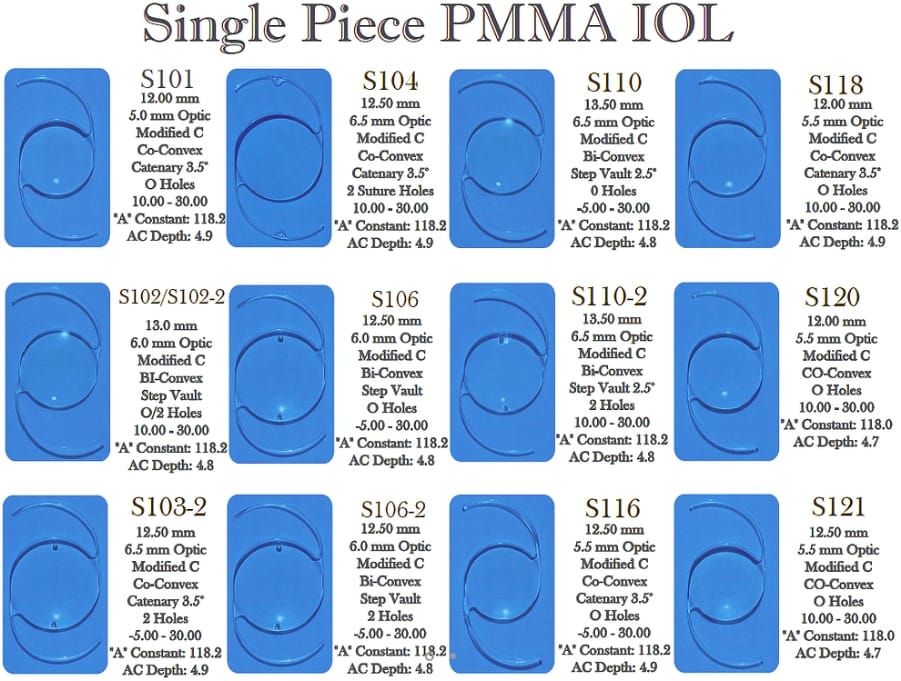 Single Piece PMMA IOL
S101
12.00 mm
5.0 mm Optic
Modified C
Co-Convex
Catenary 3.5°
O Holes
10.00 - 30.00
"A" Constant: 118.2
AC Depth: 4.9
S104
12.50 mm
6.5 mm Optic
Modified C
Co-Convex
Catenary 3.5°
2 Suture Holes
10.00 - 30.00
"A" Constant: 118.2
AC Depth: 4.9
S110
13.50 mm
6.5 mm Optic
Modified C
Bi-Convex
Step Vault 2.5°
0 Holes
-5.00 - 30.00
"A" Constant: 118.2
AC Depth: 4.8
S118
12.00 mm
5.5 mm Optic
Modified C
Co-Convex
Catenary 3.5°
O Holes
10.00 - 30.00
"A" Constant: 118.2
AC Depth: 4.9
S102/S102-2
13.0 mm
6.0 mm Optic
Modified C
BI-Convex
Step Vault
O/2 Holes
10.00 - 30.00
"A" Constant: 118.2
AC Depth: 4.8
S106
12.50 mm
6.0 mm Optic
Modified C
Bi-Convex
Step Vault
O Holes
-5.00 - 30.00
"A" Constant: 118.2
AC Depth: 4.8
S110-2
13.50 mm
6.5 mm Optic
Modified C
Bi-Convex
Step Vault 2.5°
2 Holes
10.00 - 30.00
"A" Constant: 118.2
AC Depth: 4.8
S120
12.00 mm
5.5 mm Optic
Modified C
CO-Convex
O Holes
10.00 - 30.00
"A" Constant: 118.0
AC Depth: 4.7
S103-2
12.50 mm
6.5 mm Optic
Modified C
Co-Convex
Catenary 3.5°
2 Holes
-5.00 - 30.00
"A" Constant: 118.2
AC Depth: 4.9
S106-2
12.50 mm
6.0 mm Optic
Modified C
Bi-Convex
Step Vault
2 Holes
-5.00 - 30.00
"A" Constant: 118.2
AC Depth: 4.8
S116
12.50 mm
5.5 mm Optic
Modified C
Co-Convex
Catenary 3.5°
O Holes
-5.00 - 30.00
"A" Constant: 118.2
AC Depth: 4.9
S121
12.50 mm
5.5 mm Optic
Modified C
CO-Convex
O Holes
10.00 - 30.00
"A" Constant: 118.0
AC Depth: 4.7